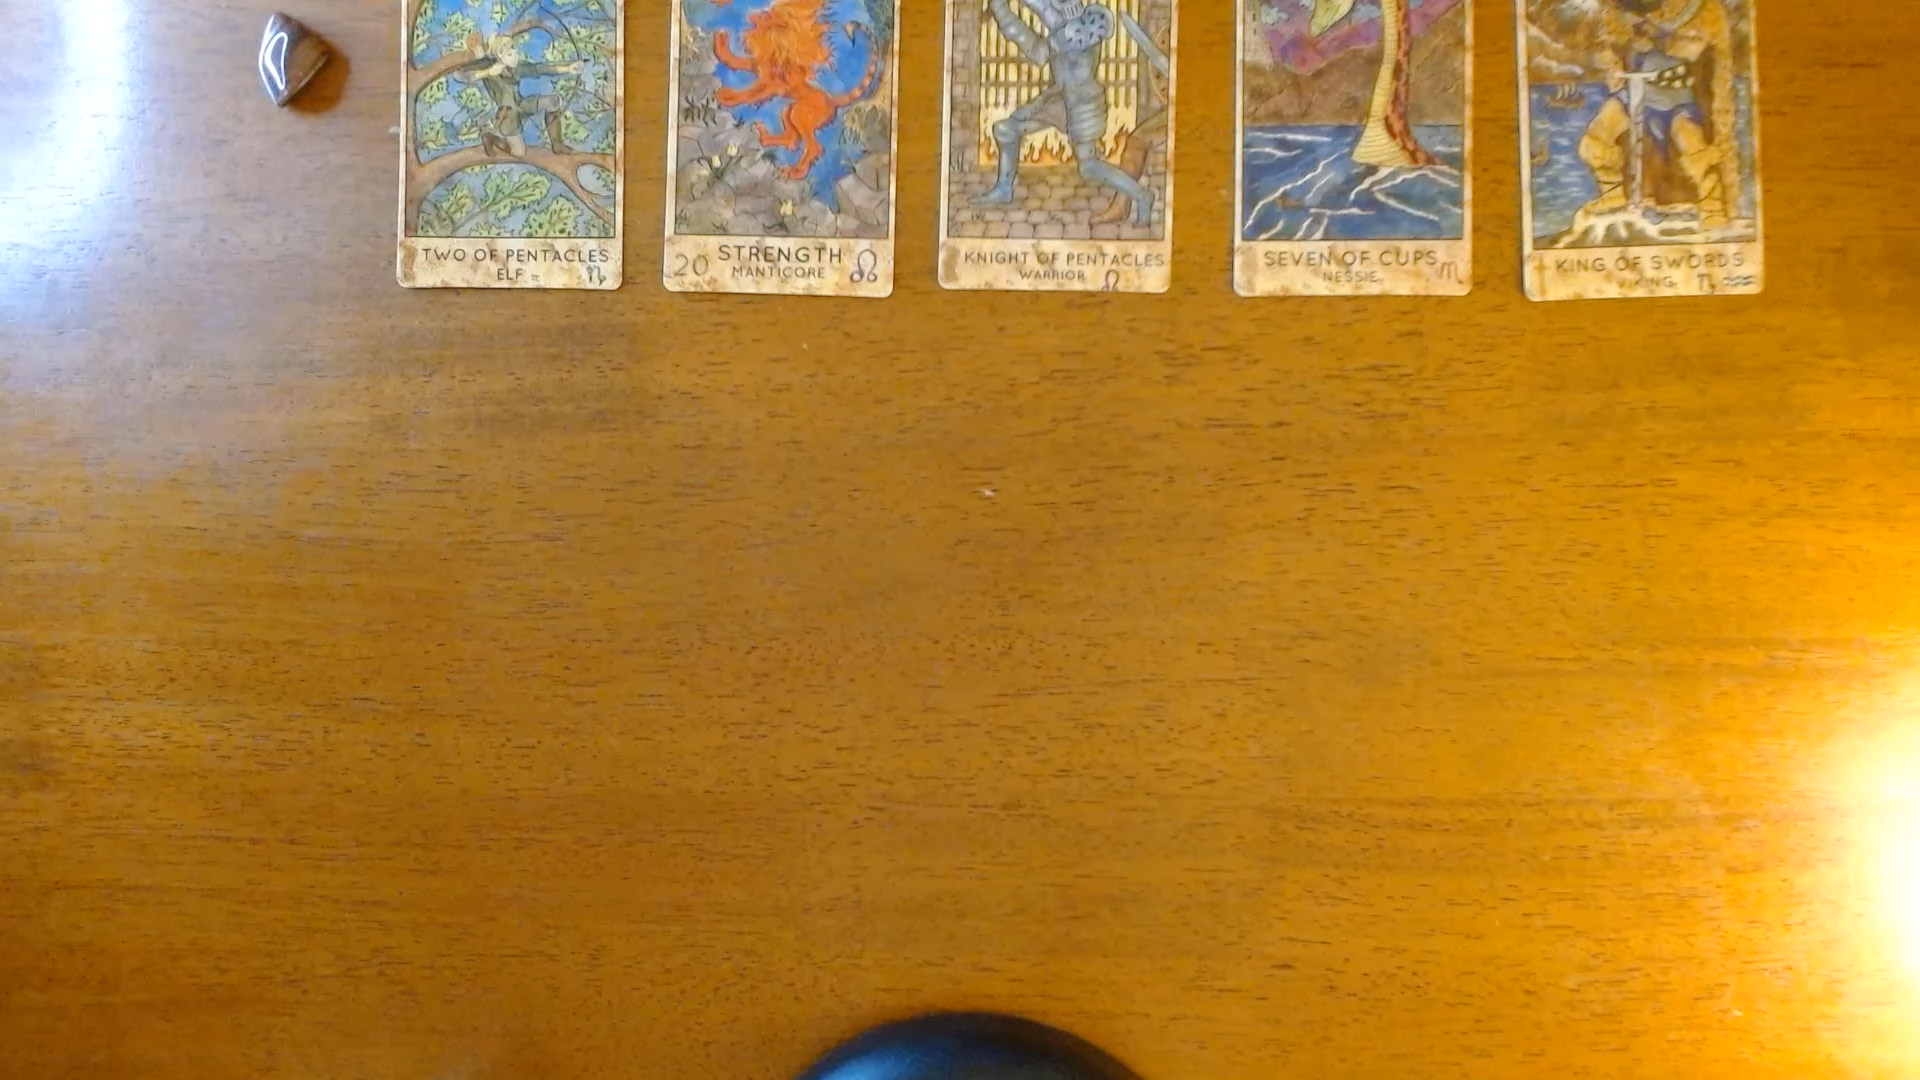 TWO OF PENTACLES
ELF
20 STRENGTH
MANTICORE
KNIGHT OF PENTACLES
WARRIOR
SEVEN OF CUPS
NESSIE
KING OF SWORDS
VIKING